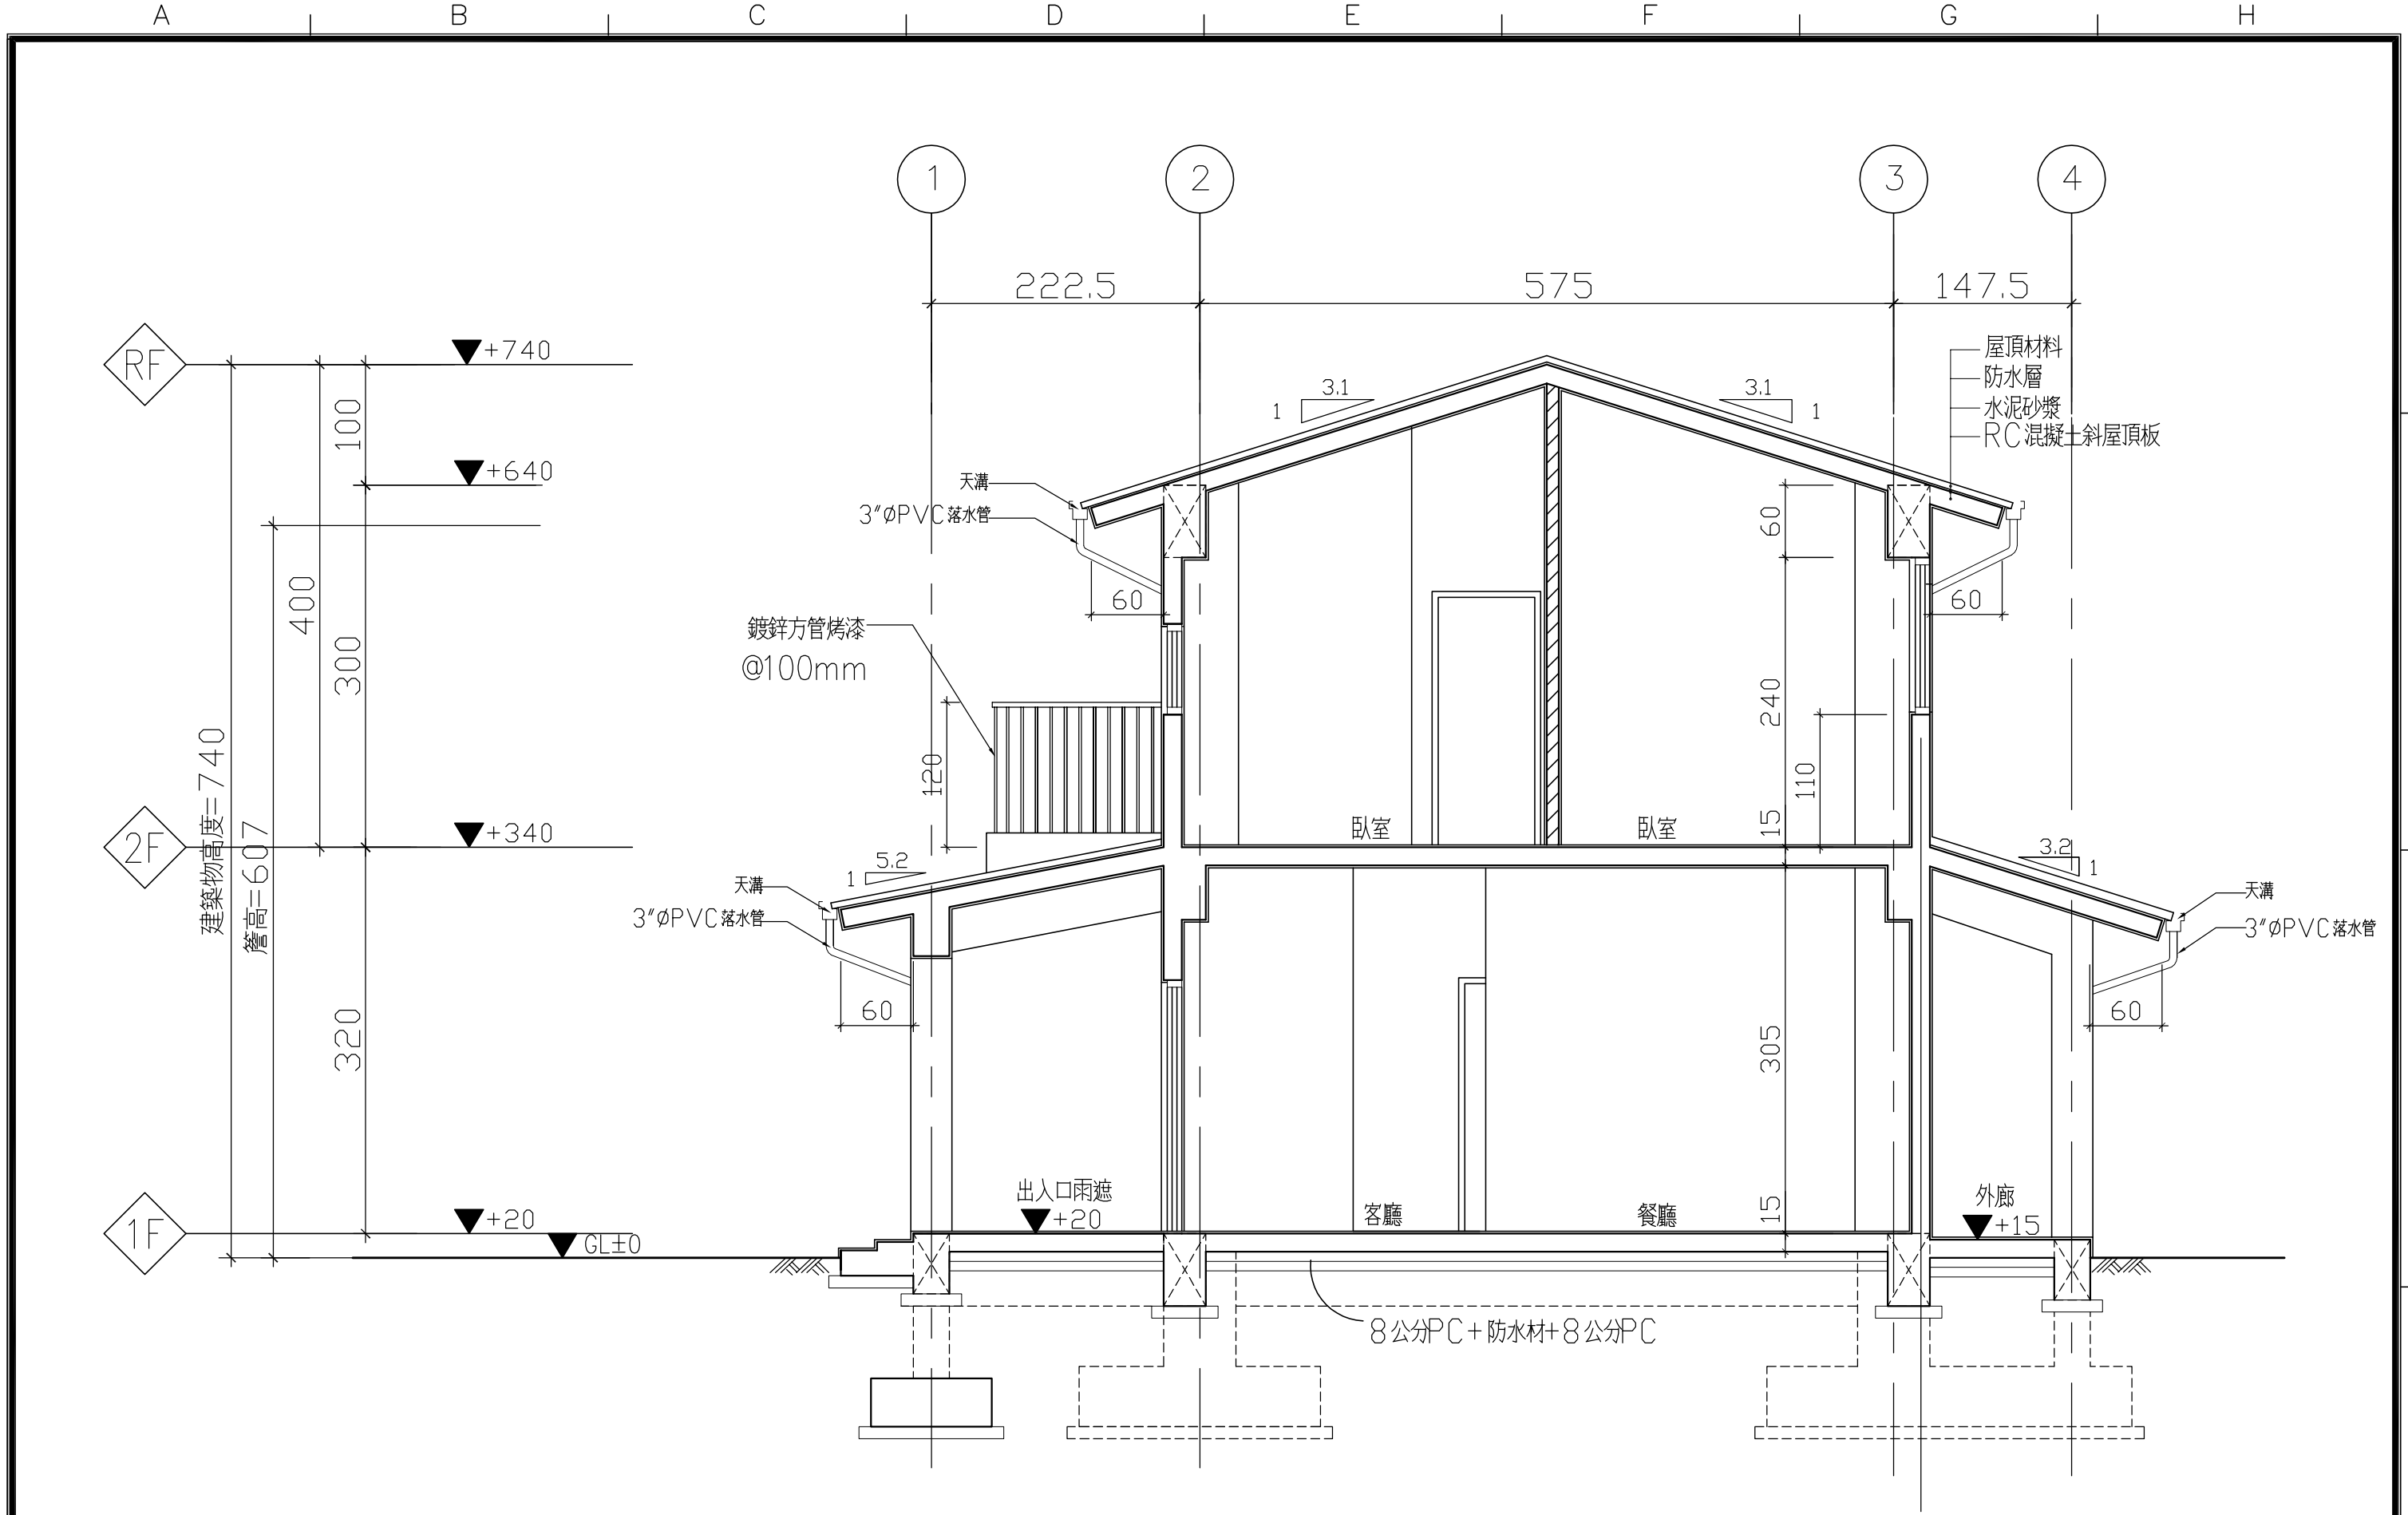 A B C D E F G H
1 2 3 4
222.5 575 147.5
RF
+740
屋頂材料
防水層
水泥砂漿
RC混凝土斜屋頂板
3.1
1
3.1
1
100
+640
天溝
3"øPVC落水管
60
60
60
400
300
鍍鋅方管烤漆
@100mm
120
240
110
建築物高度=740
簷高=607
2F
+340
臥室
臥室
15
5.2
1
3.2
1
天溝
3"øPVC落水管
天溝
3"øPVC落水管
60
60
320
305
出入口雨遮
+20
客廳
餐廳
15
外廊
+15
1F
+20
GL±0
8公分PC+防水材+8公分PC